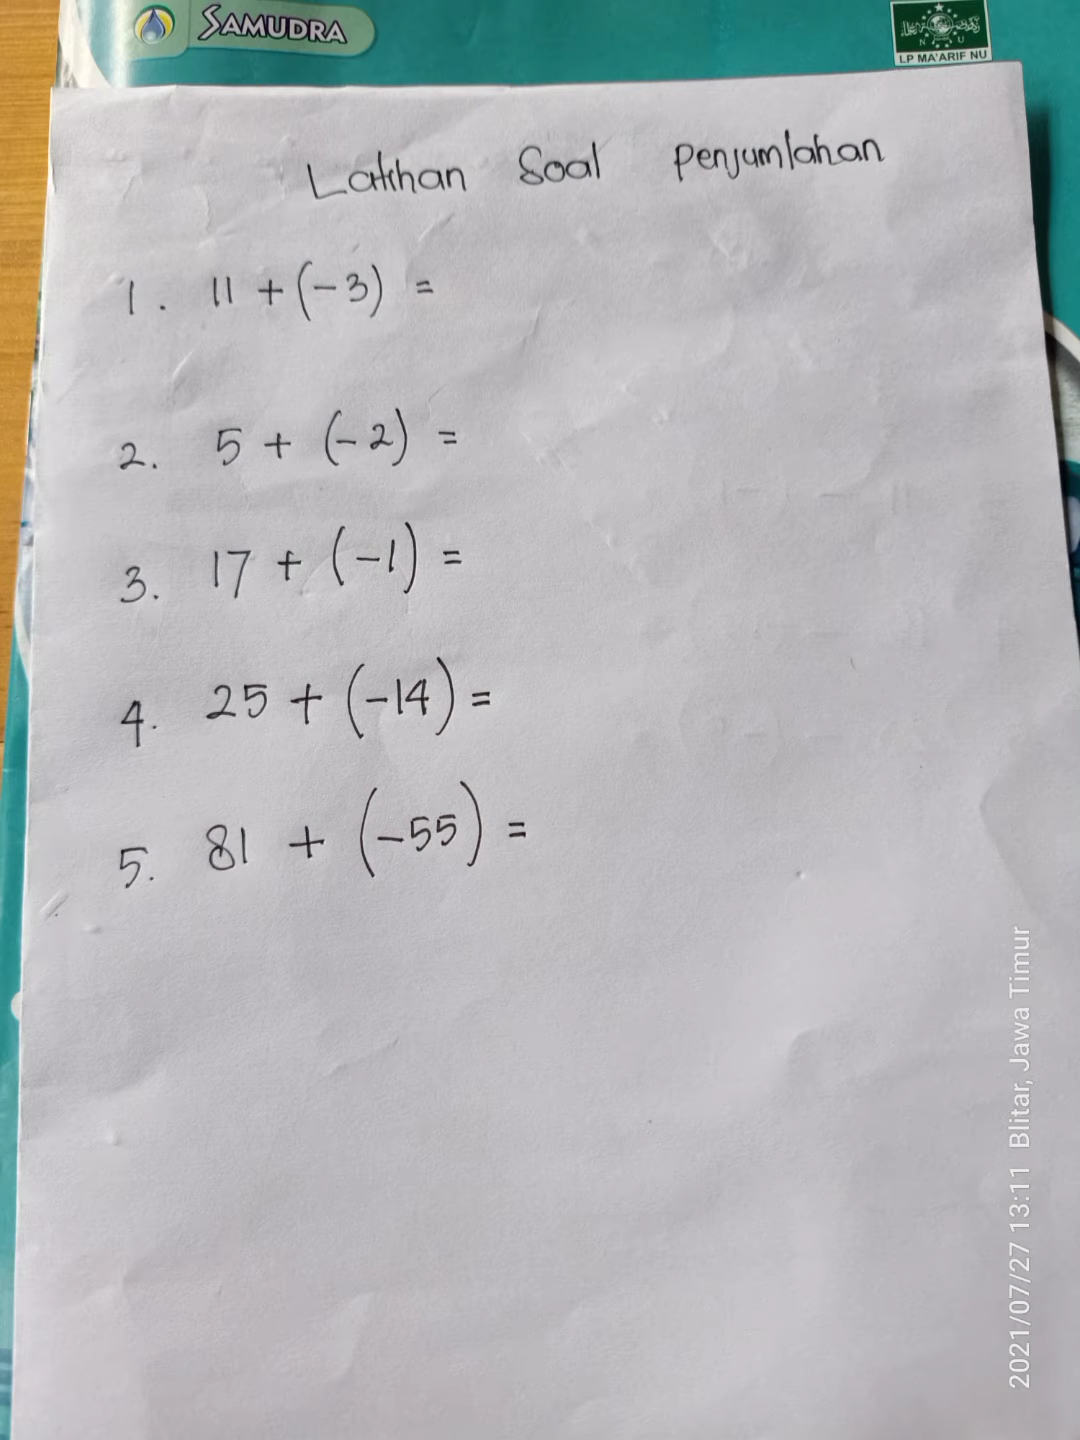 SAMUDRA
LP MA'ARIF NU
Latihan Soal Penjumlahan
1. 11 + (-3) =
2. 5 + (-2) =
3. 17 + (-1) =
4. 25 + (-14) =
5. 81 + (-55) =
2021/07/27 13:11 Blitar, Jawa Timur